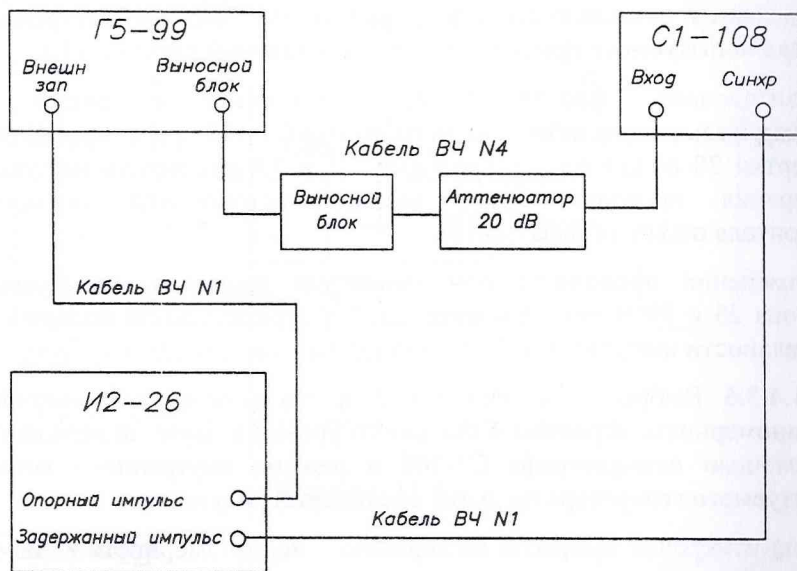 Г5-99
Внешн
зап
Выносной
блок
С1-108
Вход
Синхр
Кабель ВЧ N4
Выносной
блок
Аттенюатор
20 dB
Кабель ВЧ N1
И2-26
Опорный импульс
Задержанный импульс
Кабель ВЧ N1